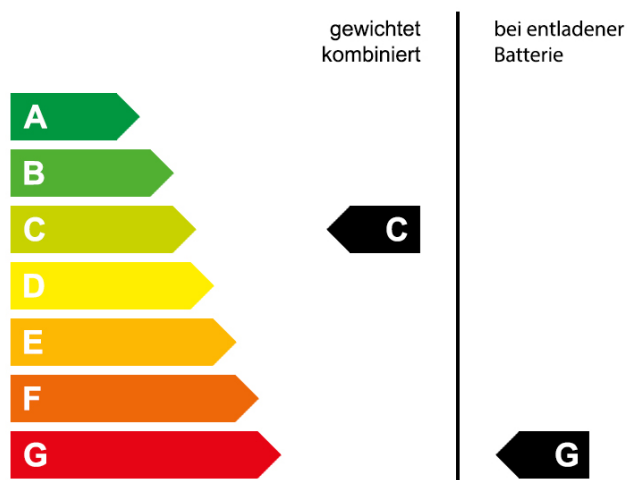 gewichtet
kombiniert
bei entladener
Batterie
A
B
C
C
D
E
F
G
G